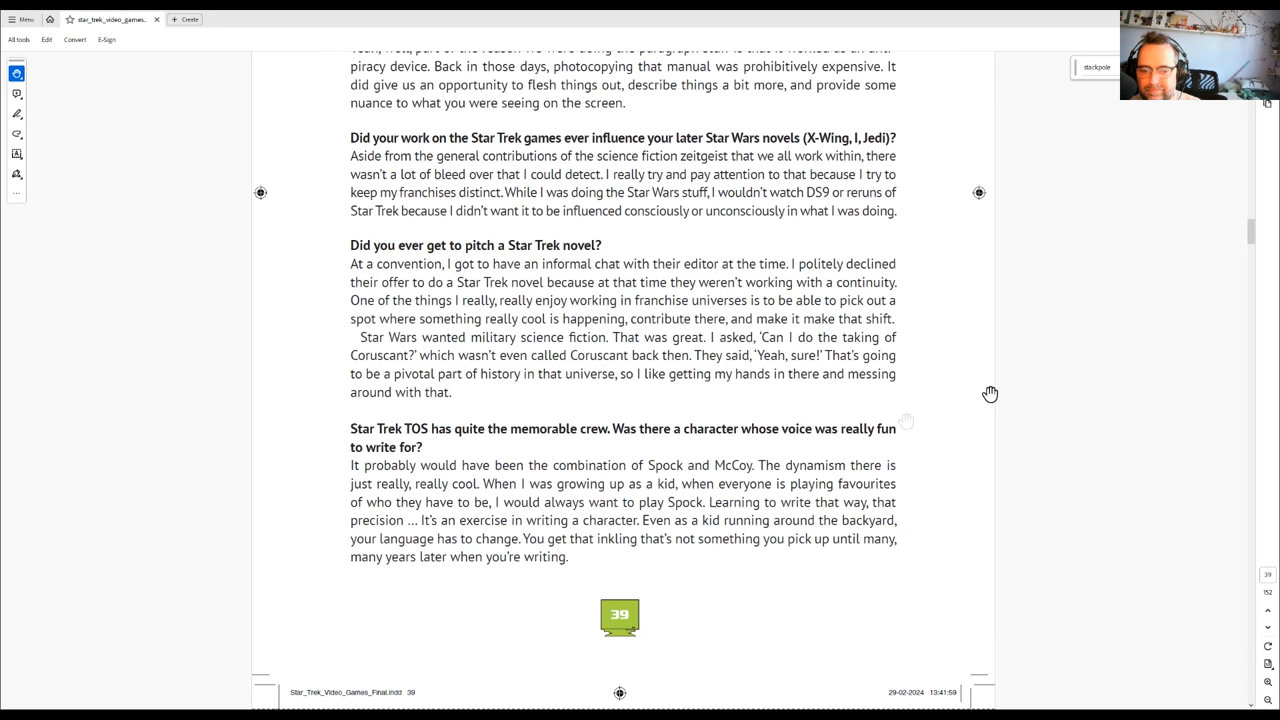 Menu
star_trek_video_games...
Create
All tools
Edit
Convert
E-Sign
stackpole
piracy device. Back in those days, photocopying that manual was prohibitively expensive. It
did give us an opportunity to flesh things out, describe things a bit more, and provide some
nuance to what you were seeing on the screen.
Did your work on the Star Trek games ever influence your later Star Wars novels (X-Wing, I, Jedi)?
Aside from the general contributions of the science fiction zeitgeist that we all work within, there
wasn't a lot of bleed over that I could detect. I really try and pay attention to that because I try to
keep my franchises distinct. While I was doing the Star Wars stuff, I wouldn't watch DS9 or reruns of
Star Trek because I didn't want it to be influenced consciously or unconsciously in what I was doing.
Did you ever get to pitch a Star Trek novel?
At a convention, I got to have an informal chat with their editor at the time. I politely declined
their offer to do a Star Trek novel because at that time they weren't working with a continuity.
One of the things I really, really enjoy working in franchise universes is to be able to pick out a
spot where something really cool is happening, contribute there, and make it make that shift.
Star Wars wanted military science fiction. That was great. I asked, 'Can I do the taking of
Coruscant?' which wasn't even called Coruscant back then. They said, 'Yeah, sure!' That's going
to be a pivotal part of history in that universe, so I like getting my hands in there and messing
around with that.
Star Trek TOS has quite the memorable crew. Was there a character whose voice was really fun
to write for?
It probably would have been the combination of Spock and McCoy. The dynamism there is
just really, really cool. When I was growing up as a kid, when everyone is playing favourites
of who they have to be, I would always want to play Spock. Learning to write that way, that
precision ... It's an exercise in writing a character. Even as a kid running around the backyard,
your language has to change. You get that inkling that's not something you pick up until many,
many years later when you're writing.
39
39
152
Star_Trek_Video_Games_Final.indd 39
29-02-2024 13:41:59